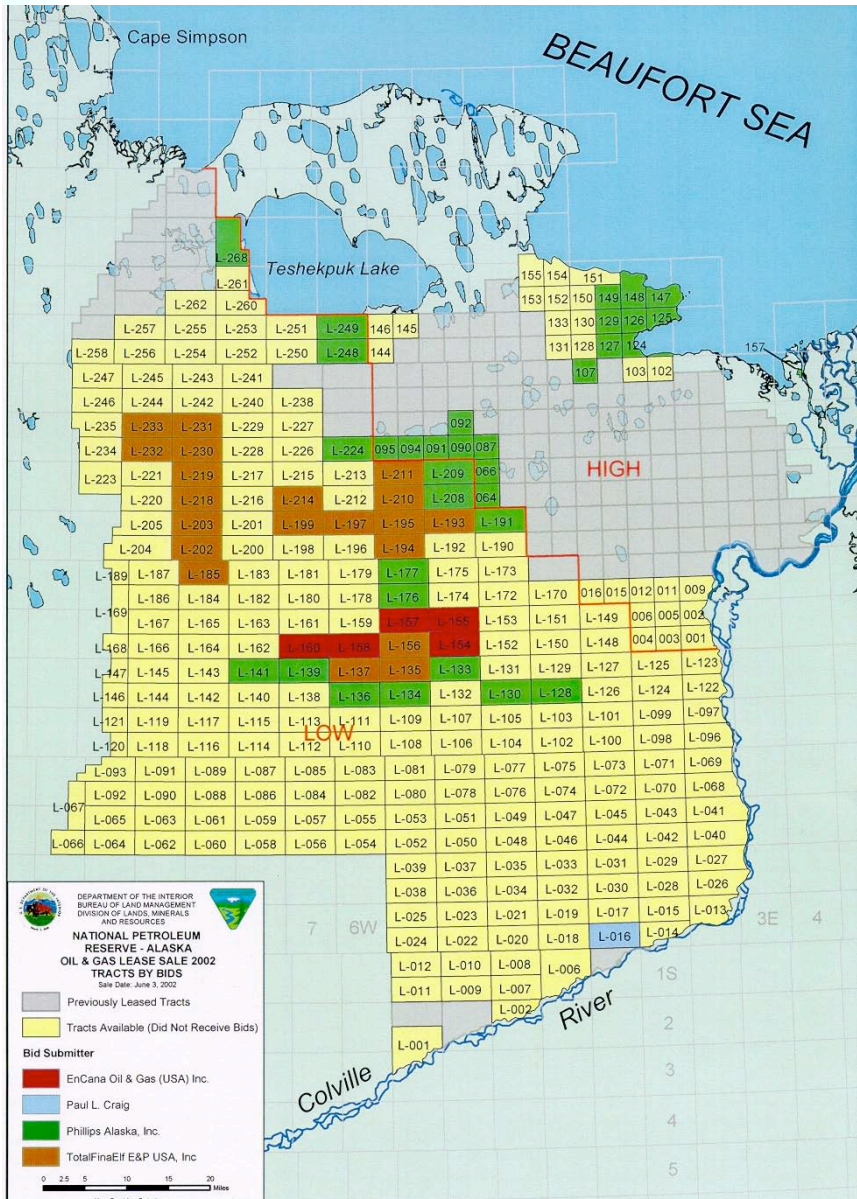 Cape Simpson
BEAUFORT SEA
Teshekpuk Lake
L-268
L-261
L-262 L-260
155 154 151
153 152 150 149 148 147
L-257 L-255 L-253 L-251 L-249 146 145
133 130 129 126 125
L-258 L-256 L-254 L-252 L-250 L-248 144
131 128 127 124
157
L-247 L-245 L-243 L-241
107 103 102
L-246 L-244 L-242 L-240 L-238
L-235 L-233 L-231 L-229 L-227
092
L-234 L-232 L-230 L-228 L-226 L-224 095 094 091 090 087
L-223 L-221 L-219 L-217 L-215 L-213 L-211 L-209 066
HIGH
L-220 L-218 L-216 L-214 L-212 L-210 L-208 064
L-205 L-203 L-201 L-199 L-197 L-195 L-193 L-191
L-204 L-202 L-200 L-198 L-196 L-194 L-192 L-190
L-189 L-187 L-185 L-183 L-181 L-179 L-177 L-175 L-173
L-186 L-184 L-182 L-180 L-178 L-176 L-174 L-172 L-170 016 015 012 011 009
L-169 L-167 L-165 L-163 L-161 L-159 L-157 L-155 L-153 L-151 L-149 006 005 002
L-168 L-166 L-164 L-162 L-160 L-158 L-156 L-154 L-152 L-150 L-148 004 003 001
L-147 L-145 L-143 L-141 L-139 L-137 L-135 L-133 L-131 L-129 L-127 L-125 L-123
L-146 L-144 L-142 L-140 L-138 L-136 L-134 L-132 L-130 L-128 L-126 L-124 L-122
L-121 L-119 L-117 L-115 L-113 L-111 L-109 L-107 L-105 L-103 L-101 L-099 L-097
LOW
L-120 L-118 L-116 L-114 L-112 L-110 L-108 L-106 L-104 L-102 L-100 L-098 L-096
L-093 L-091 L-089 L-087 L-085 L-083 L-081 L-079 L-077 L-075 L-073 L-071 L-069
L-092 L-090 L-088 L-086 L-084 L-082 L-080 L-078 L-076 L-074 L-072 L-070 L-068
L-067 L-065 L-063 L-061 L-059 L-057 L-055 L-053 L-051 L-049 L-047 L-045 L-043 L-041
L-066 L-064 L-062 L-060 L-058 L-056 L-054 L-052 L-050 L-048 L-046 L-044 L-042 L-040
L-039 L-037 L-035 L-033 L-031 L-029 L-027
L-038 L-036 L-034 L-032 L-030 L-028 L-026
L-025 L-023 L-021 L-019 L-017 L-015 L-013
7 6W 3E 4
L-024 L-022 L-020 L-018 L-016 L-014
L-012 L-010 L-008 L-006
1S
L-011 L-009 L-007
L-002
2
L-001
3
4
5
Colville River
DEPARTMENT OF THE INTERIOR
BUREAU OF LAND MANAGEMENT
DIVISION OF LANDS, MINERALS
AND RESOURCES
NATIONAL PETROLEUM
RESERVE - ALASKA
OIL & GAS LEASE SALE 2002
TRACTS BY BIDS
Sale Date: June 3, 2002
Previously Leased Tracts
Tracts Available (Did Not Receive Bids)
Bid Submitter
EnCana Oil & Gas (USA) Inc.
Paul L. Craig
Phillips Alaska, Inc.
TotalFinaElf E&P USA, Inc
0 2.5 5 10 15 20
Miles